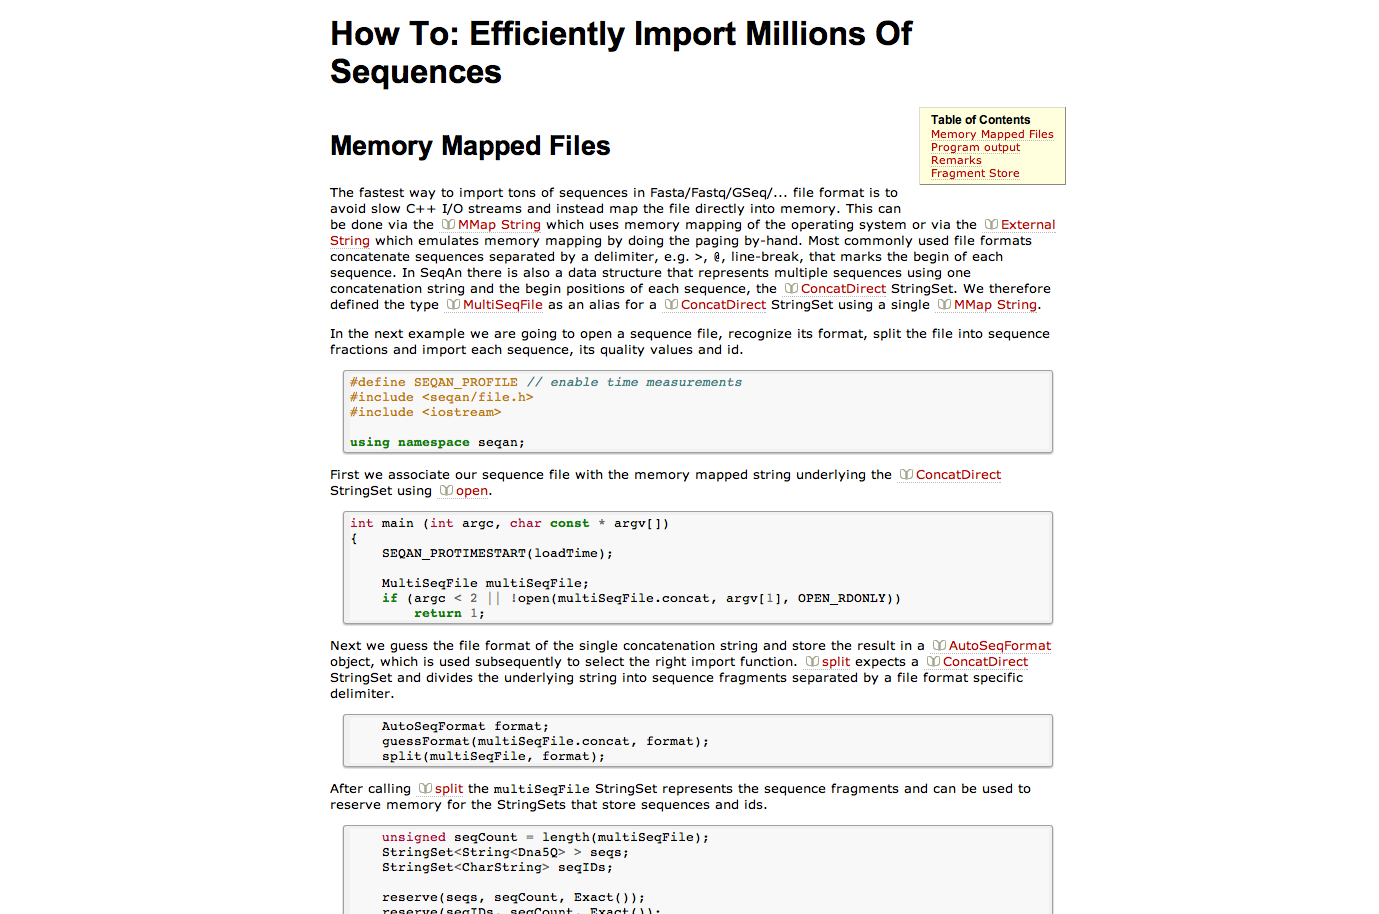 How To: Efficiently Import Millions Of
Sequences
Table of Contents
Memory Mapped Files
Program output
Remarks
Fragment Store
Memory Mapped Files
The fastest way to import tons of sequences in Fasta/Fastq/GSeq/... file format is to
avoid slow C++ I/O streams and instead map the file directly into memory. This can
be done via the MMap String which uses memory mapping of the operating system or via the External
String which emulates memory mapping by doing the paging by-hand. Most commonly used file formats
concatenate sequences separated by a delimiter, e.g. >, @, line-break, that marks the begin of each
sequence. In SeqAn there is also a data structure that represents multiple sequences using one
concatenation string and the begin positions of each sequence, the ConcatDirect StringSet. We therefore
defined the type MultiSeqFile as an alias for a ConcatDirect StringSet using a single MMap String.
In the next example we are going to open a sequence file, recognize its format, split the file into sequence
fractions and import each sequence, its quality values and id.
#define SEQAN_PROFILE // enable time measurements
#include <seqan/file.h>
#include <iostream>
using namespace seqan;
First we associate our sequence file with the memory mapped string underlying the ConcatDirect
StringSet using open.
int main (int argc, char const * argv[])
{
SEQAN_PROTIMESTART(loadTime);
MultiSeqFile multiSeqFile;
if (argc < 2 || !open(multiSeqFile.concat, argv[1], OPEN_RDONLY))
return 1;
Next we guess the file format of the single concatenation string and store the result in a AutoSeqFormat
object, which is used subsequently to select the right import function. split expects a ConcatDirect
StringSet and divides the underlying string into sequence fragments separated by a file format specific
delimiter.
AutoSeqFormat format;
guessFormat(multiSeqFile.concat, format);
split(multiSeqFile, format);
After calling split the multiSeqFile StringSet represents the sequence fragments and can be used to
reserve memory for the StringSets that store sequences and ids.
unsigned seqCount = length(multiSeqFile);
StringSet<String<Dna5Q> > seqs;
StringSet<CharString> seqIDs;
reserve(seqs, seqCount, Exact());
reserve(seqIDs, seqCount, Exact());